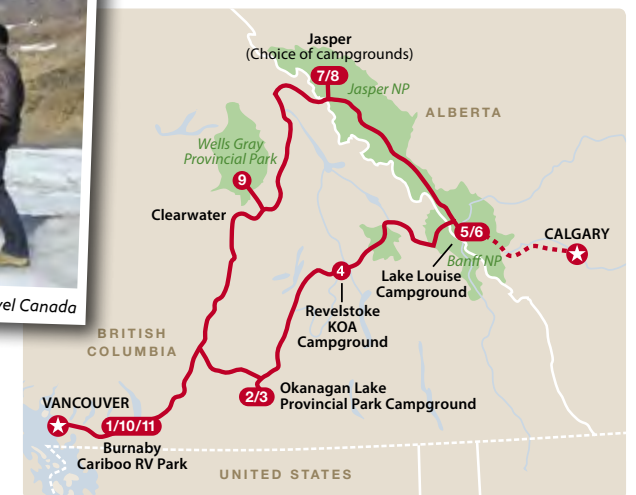 Jasper
(Choice of campgrounds)
7/8
Jasper NP
ALBERTA
Wells Gray
Provincial Park
9
Clearwater
5/6
CALGARY
Banff NP
4
Lake Louise
Campground
Revelstoke
KOA
Campground
vel Canada
BRITISH
COLUMBIA
2/3
Okanagan Lake
Provincial Park Campground
VANCOUVER
1/10/11
Burnaby
Cariboo RV Park
UNITED STATES